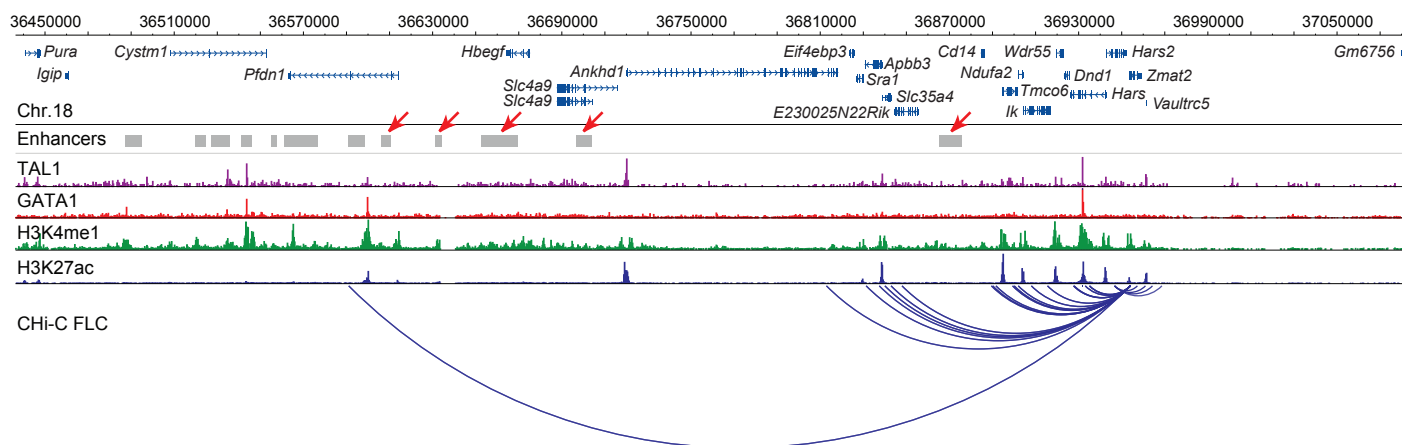 36450000 36510000 36570000 36630000 36690000 36750000 36810000 36870000 36930000 36990000 37050000
Pura Cystm1 Hbegf Eif4ebp3 Cd14 Wdr55 Hars2 Gm6756
Igip Pfdn1 Ankhd1 Apbb3 Ndufa2 Dnd1 Zmat2
Sra1
Slc4a9 Tmco6 Hars
Slc4a9 Slc35a4 Vaultrc5
Chr.18 E230025N22Rik Ik
Enhancers
TAL1
GATA1
H3K4me1
H3K27ac
CHi-C FLC